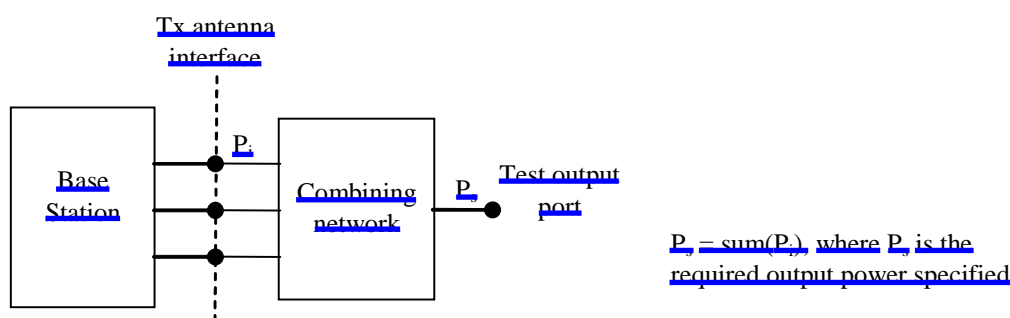 Tx antenna
interface
Base
Station
Pi
Combining
network
Ps
Test output
port
Ps = sum(Pi), where Ps is the
required output power specified